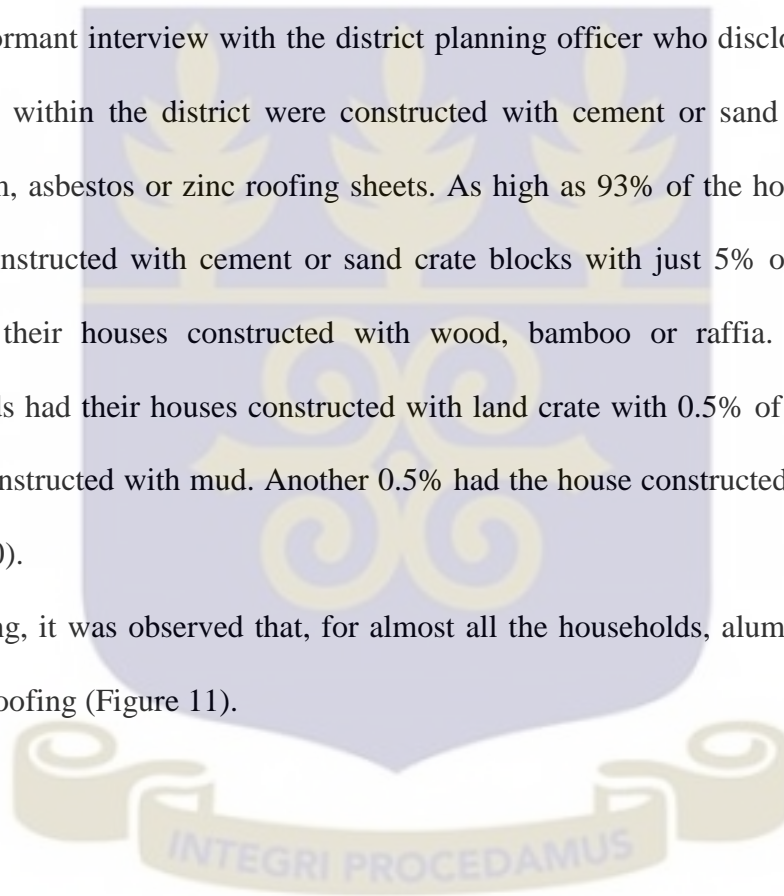 ormant interview with the district planning officer who disclo
within the district were constructed with cement or sand
n, asbestos or zinc roofing sheets. As high as 93% of the ho
nstructed with cement or sand crate blocks with just 5% o
their houses constructed with wood, bamboo or raffia.
ds had their houses constructed with land crate with 0.5% of
nstructed with mud. Another 0.5% had the house constructed
0).
ng, it was observed that, for almost all the households, alum
oofing (Figure 11).
INTEGRI PROCEDAMUS